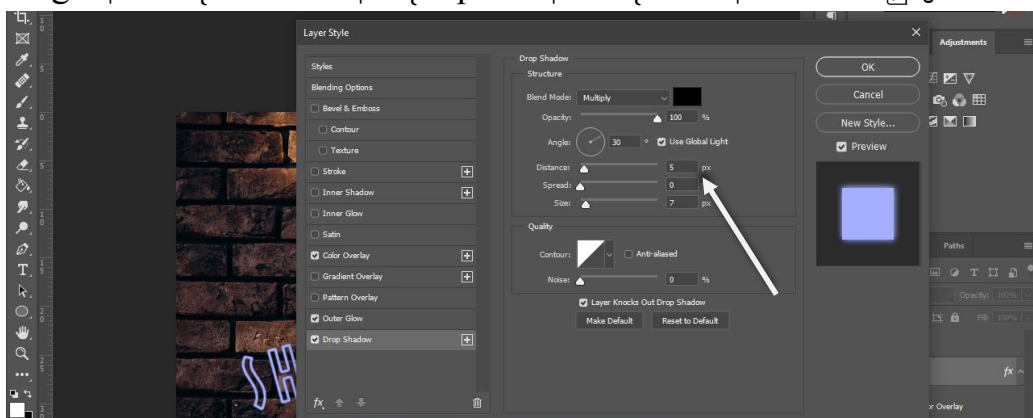 Layer Style
Styles
Blending Options
Bevel & Emboss
Contour
Texture
Stroke
Inner Shadow
Inner Glow
Satin
Color Overlay
Gradient Overlay
Pattern Overlay
Outer Glow
Drop Shadow
fx
Drop Shadow
Structure
Blend Mode: Multiply
Opacity: 100 %
Angle: 30 ° Use Global Light
Distance: 5 px
Spread: 0
Size: 7 px
Quality
Contour: Anti-aliased
Noise: 0 %
Layer Knocks Out Drop Shadow
Make Default Reset to Default
OK
Cancel
New Style...
Preview
Adjustments
Paths
Opacity: 100%
Fill: 100%
fx
Overlay
SH